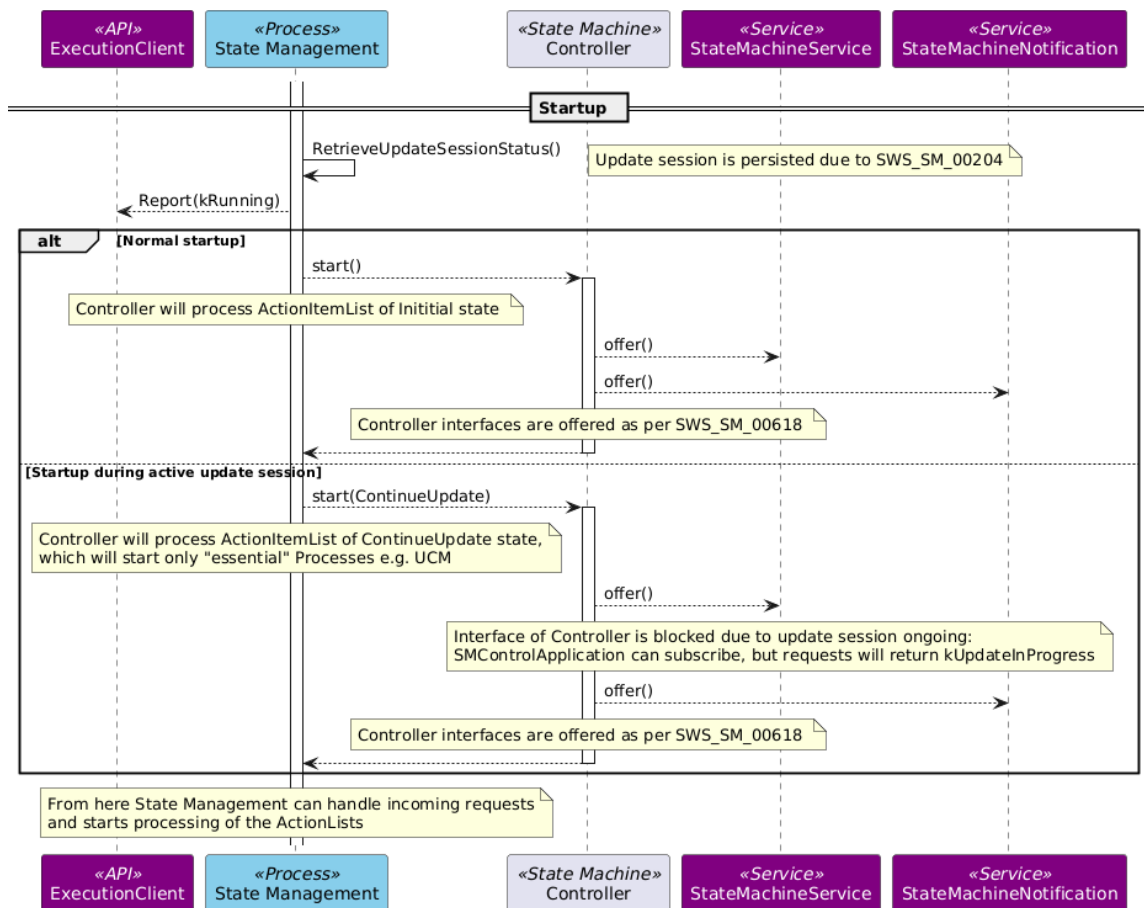 «API»
ExecutionClient
«Process»
State Management
«State Machine»
Controller
«Service»
StateMachineService
«Service»
StateMachineNotification
Startup
RetrieveUpdateSessionStatus()
Update session is persisted due to SWS_SM_00204
Report(kRunning)
alt
[Normal startup]
start()
Controller will process ActionItemList of Inititial state
offer()
offer()
Controller interfaces are offered as per SWS_SM_00618
[Startup during active update session]
start(ContinueUpdate)
Controller will process ActionItemList of ContinueUpdate state,
which will start only "essential" Processes e.g. UCM
offer()
Interface of Controller is blocked due to update session ongoing:
SMControlApplication can subscribe, but requests will return kUpdateInProgress
offer()
Controller interfaces are offered as per SWS_SM_00618
From here State Management can handle incoming requests
and starts processing of the ActionLists
«API»
ExecutionClient
«Process»
State Management
«State Machine»
Controller
«Service»
StateMachineService
«Service»
StateMachineNotification